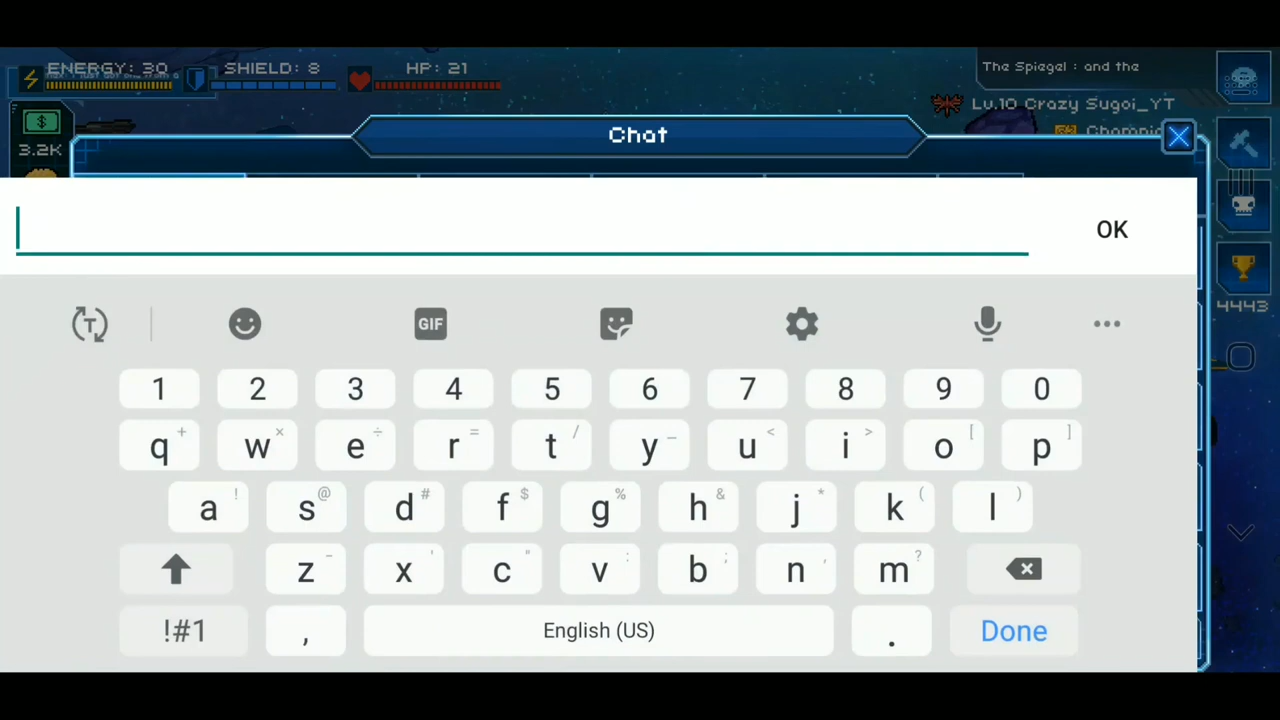 ENERGY: 30
SHIELD: 8
HP: 21
The Spiegel : and the
Lv.10 Crazy Sugoi_YT
3.2K
Chat
4443
OK
T
GIF
1 2 3 4 5 6 7 8 9 0
q + w × e ÷ r = t / y _ u < i > o [ p ]
a ! s @ d # f $ g % h & j * k ( l )
z - x ' c " v : b ; n , m ?
!#1 , English (US) . Done